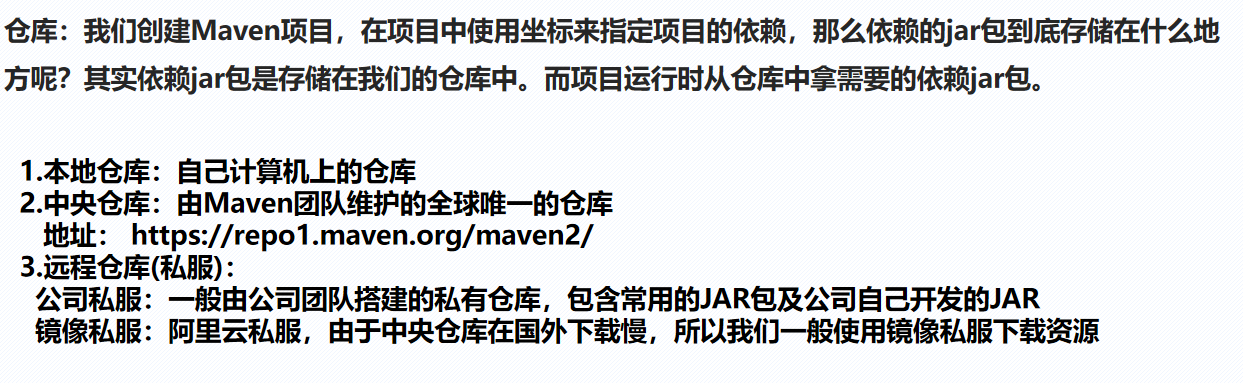 仓库：我们创建Maven项目，在项目中使用坐标来指定项目的依赖，那么依赖的jar包到底存储在什么地
方呢？其实依赖jar包是存储在我们的仓库中。而项目运行时从仓库中拿需要的依赖jar包。
1.本地仓库：自己计算机上的仓库
2.中央仓库：由Maven团队维护的全球唯一的仓库
地址： https://repo1.maven.org/maven2/
3.远程仓库(私服)：
公司私服：一般由公司团队搭建的私有仓库，包含常用的JAR包及公司自己开发的JAR
镜像私服：阿里云私服，由于中央仓库在国外下载慢，所以我们一般使用镜像私服下载资源